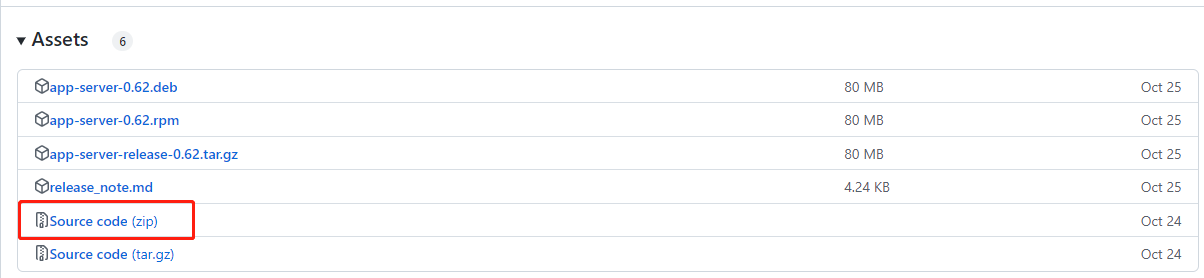 Assets 6
app-server-0.62.deb 80 MB Oct 25
app-server-0.62.rpm 80 MB Oct 25
app-server-release-0.62.tar.gz 80 MB Oct 25
release_note.md 4.24 KB Oct 25
Source code (zip) Oct 24
Source code (tar.gz) Oct 24